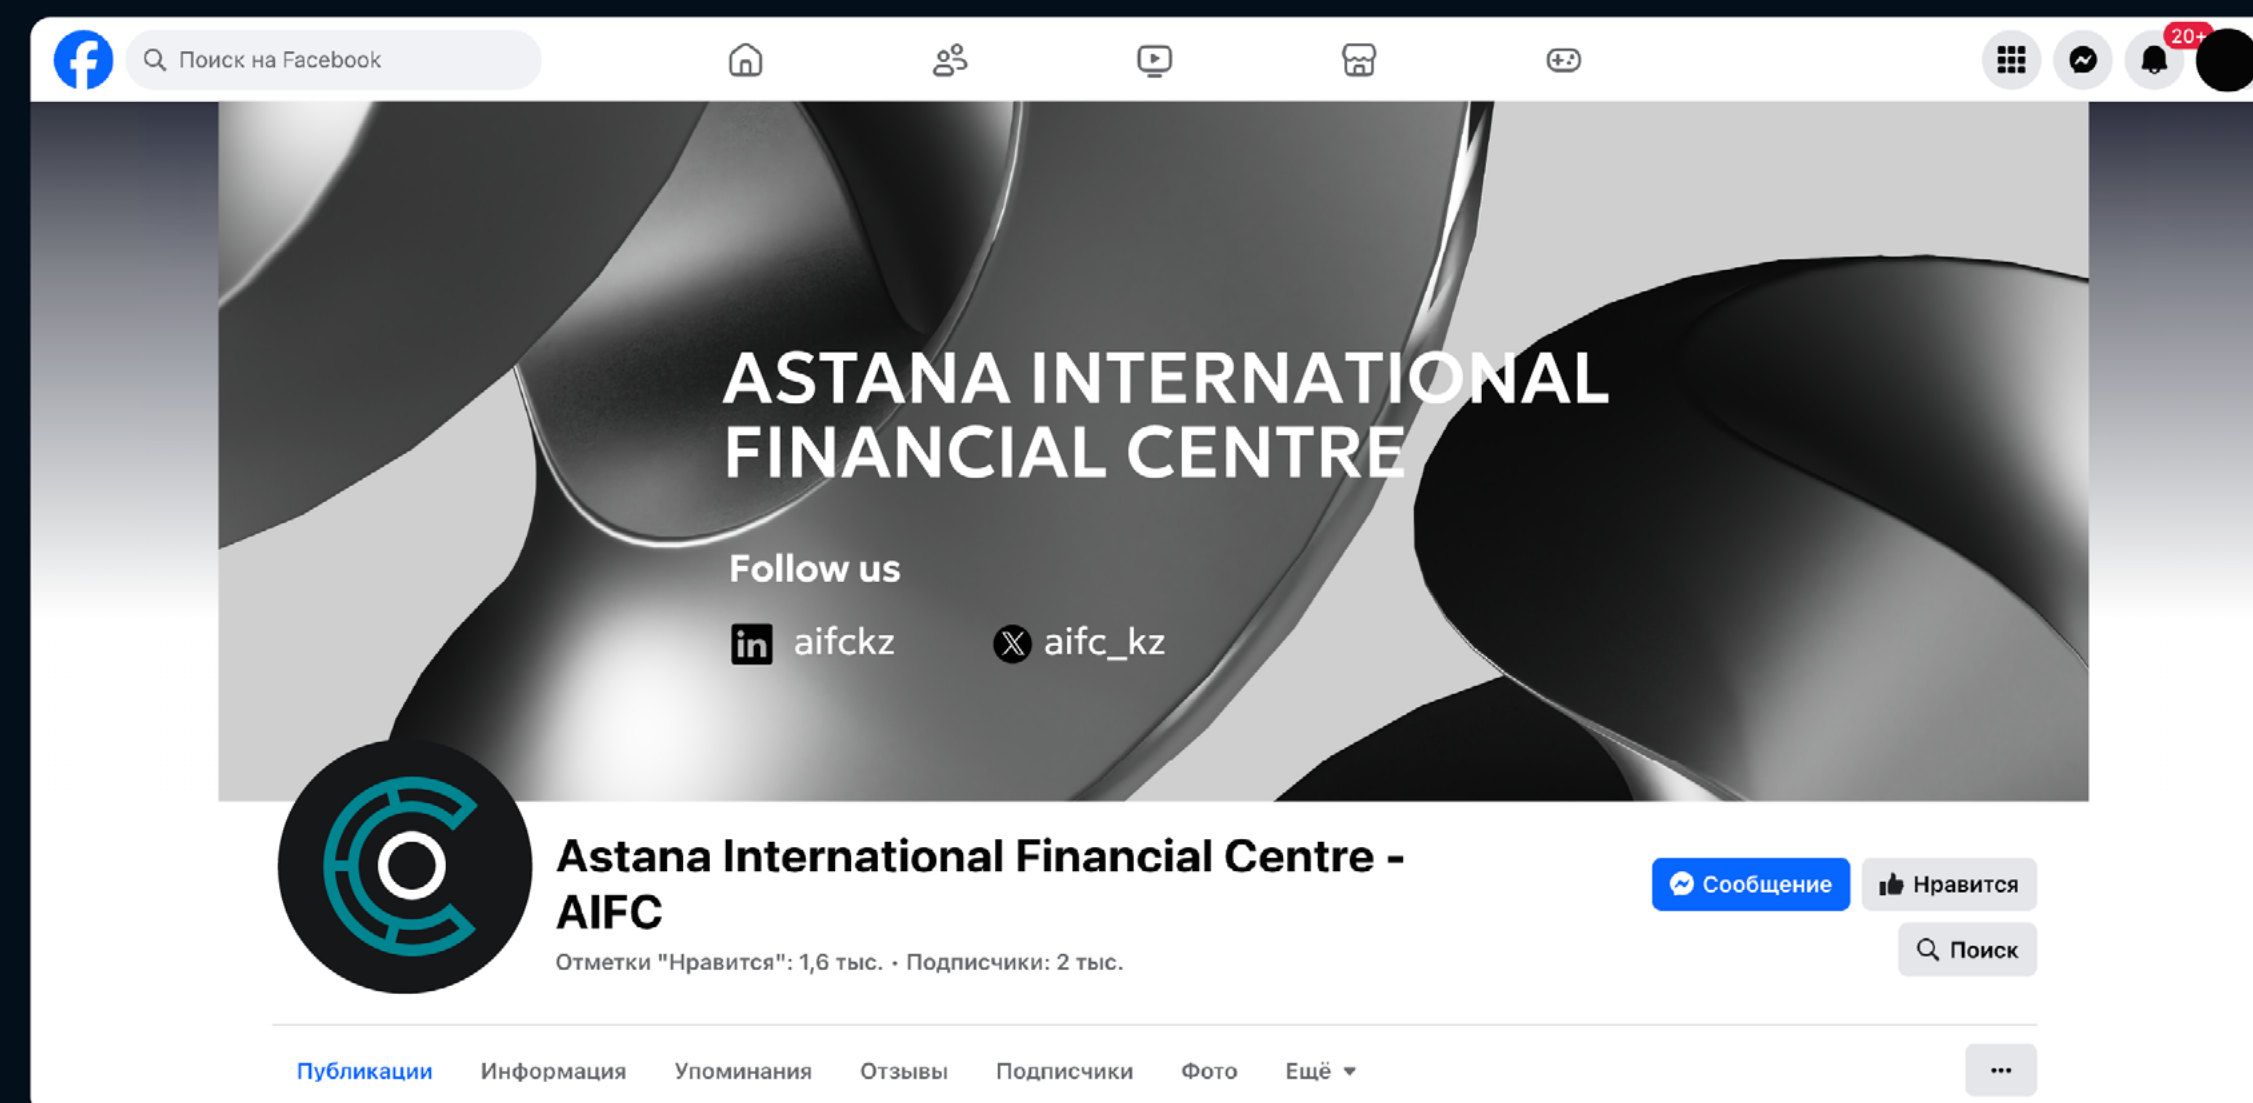 Поиск на Facebook
20+
ASTANA INTERNATIONAL
FINANCIAL CENTRE
Follow us
in aifckz X aifc_kz
Astana International Financial Centre -
AIFC
Отметки "Нравится": 1,6 тыс. • Подписчики: 2 тыс.
Сообщение Нравится
Поиск
Публикации Информация Упоминания Отзывы Подписчики Фото Ещё